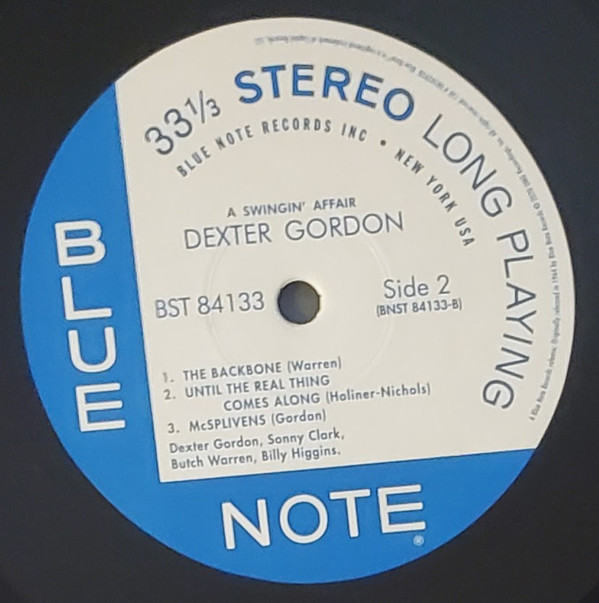 33⅓ STEREO LONG PLAYING
BLUE NOTE RECORDS INC • NEW YORK USA
A SWINGIN' AFFAIR
DEXTER GORDON
BST 84133
Side 2
(BNST 84133-B)
1. THE BACKBONE (Warren)
2. UNTIL THE REAL THING
COMES ALONG (Holiner-Nichols)
3. McSPLIVENS (Gordon)
Dexter Gordon, Sonny Clark,
Butch Warren, Billy Higgins.
BLUE
NOTE®